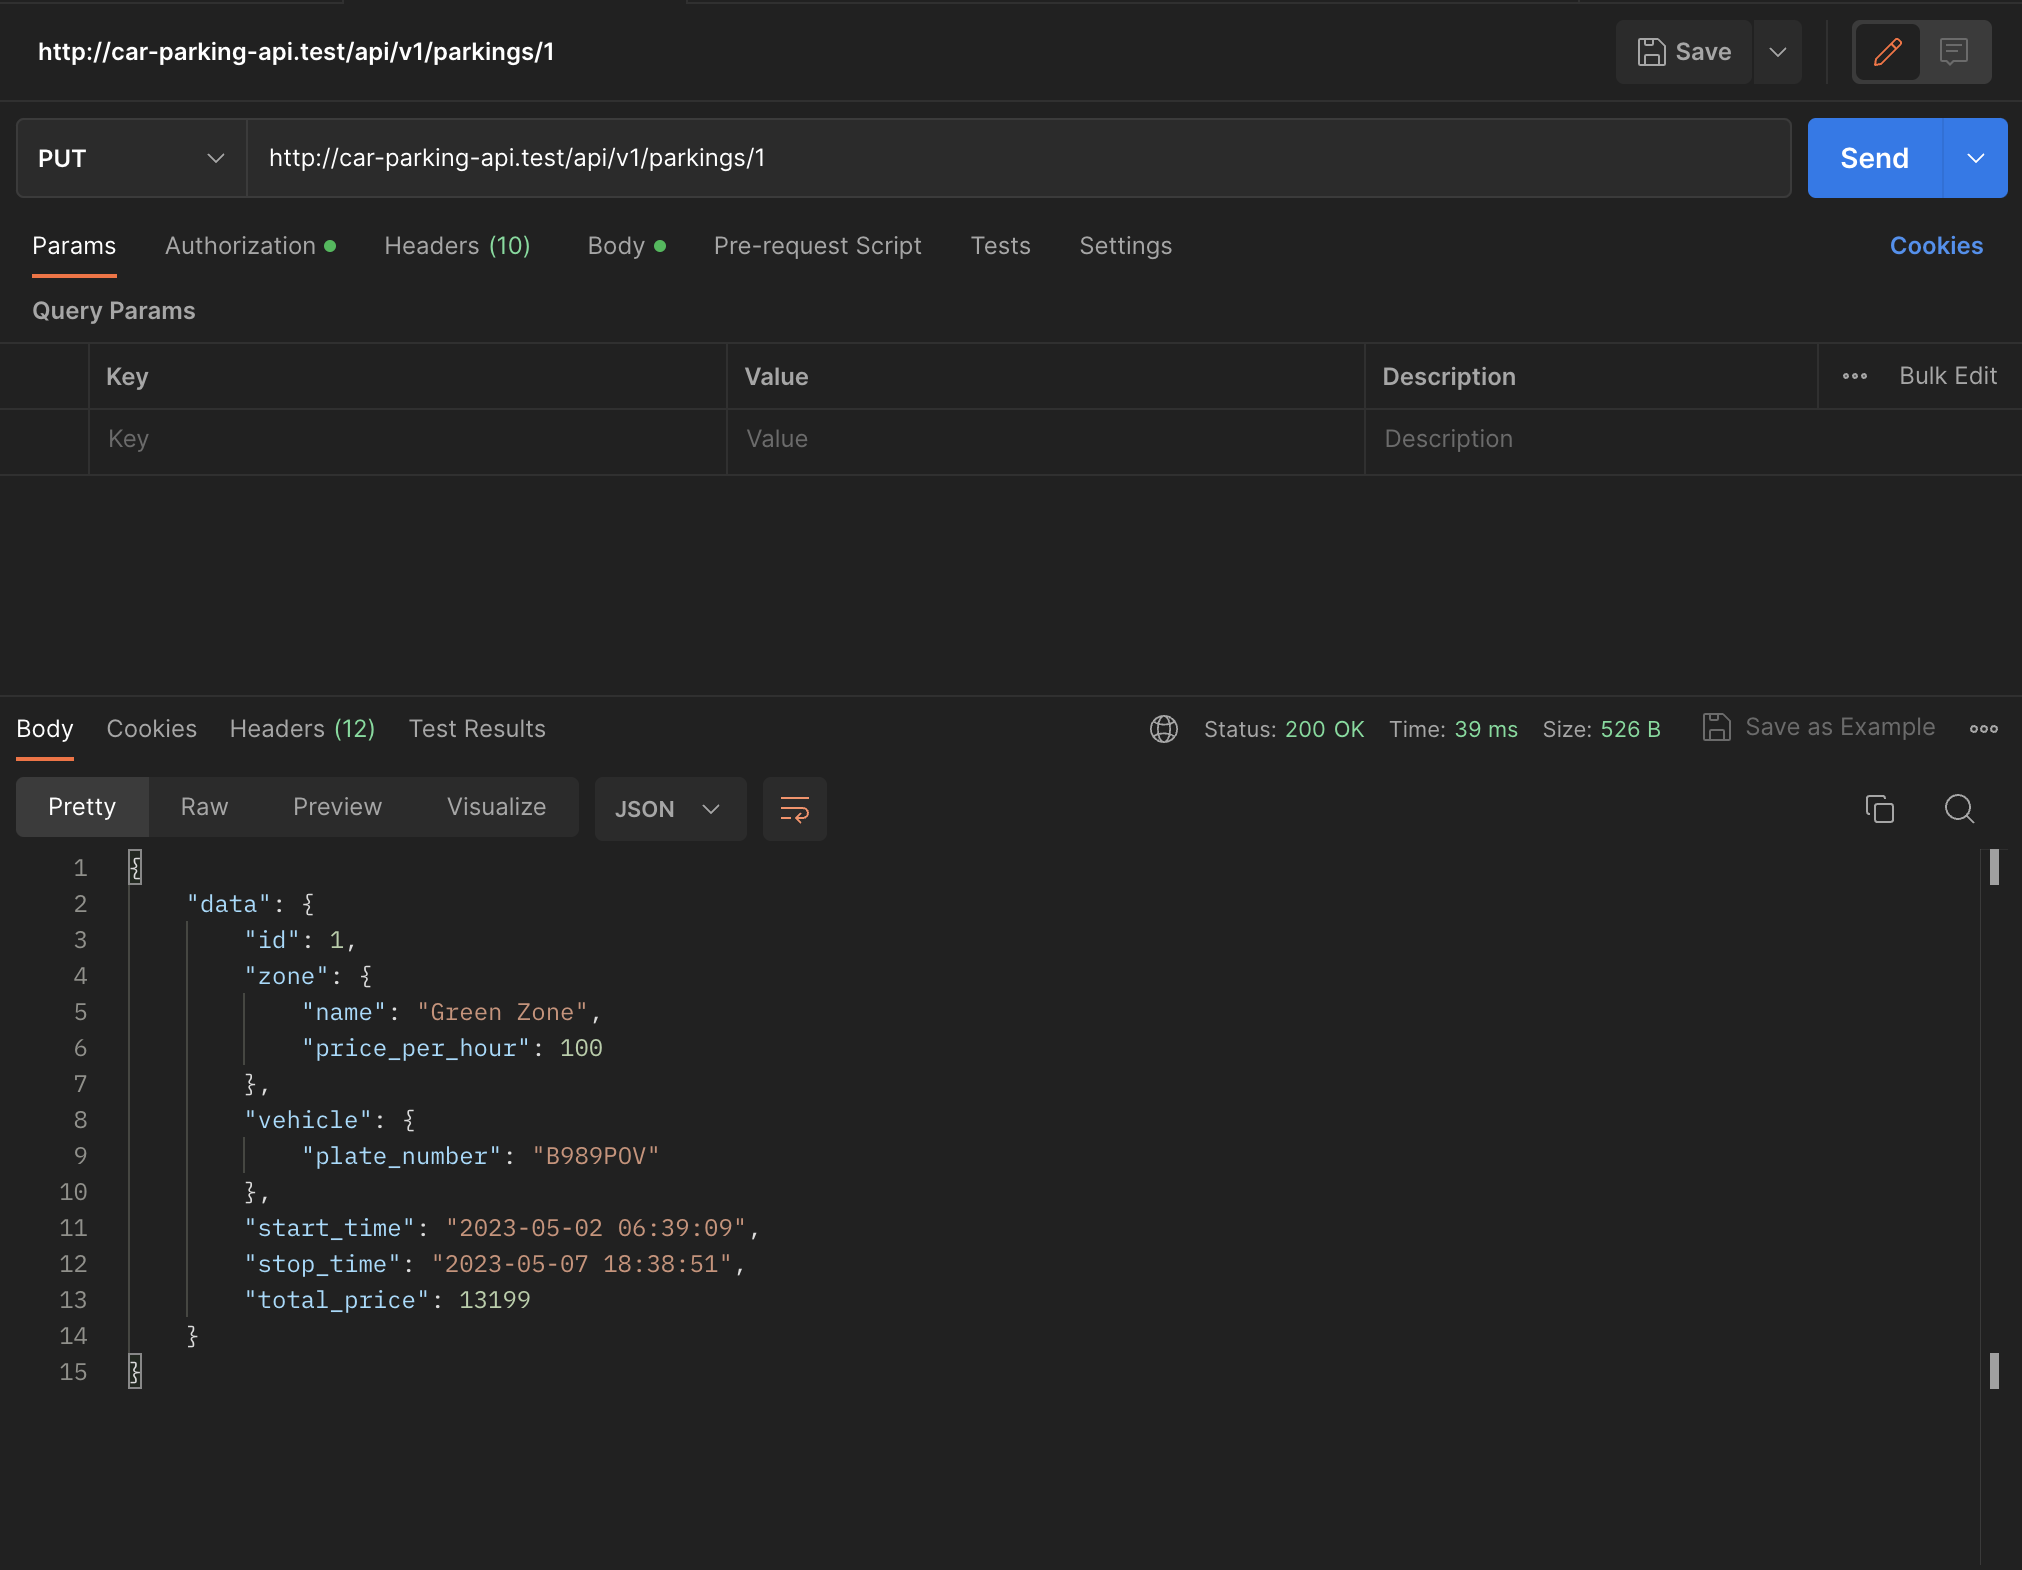 http://car-parking-api.test/api/v1/parkings/1
Save
PUT
http://car-parking-api.test/api/v1/parkings/1
Send
Params Authorization Headers (10) Body Pre-request Script Tests Settings Cookies
Query Params
Key Value Description Bulk Edit
Key Value Description
Body Cookies Headers (12) Test Results Status: 200 OK Time: 39 ms Size: 526 B Save as Example
Pretty Raw Preview Visualize JSON
1 {
2 "data": {
3 "id": 1,
4 "zone": {
5 "name": "Green Zone",
6 "price_per_hour": 100
7 },
8 "vehicle": {
9 "plate_number": "B989POV"
10 },
11 "start_time": "2023-05-02 06:39:09",
12 "stop_time": "2023-05-07 18:38:51",
13 "total_price": 13199
14 }
15 }